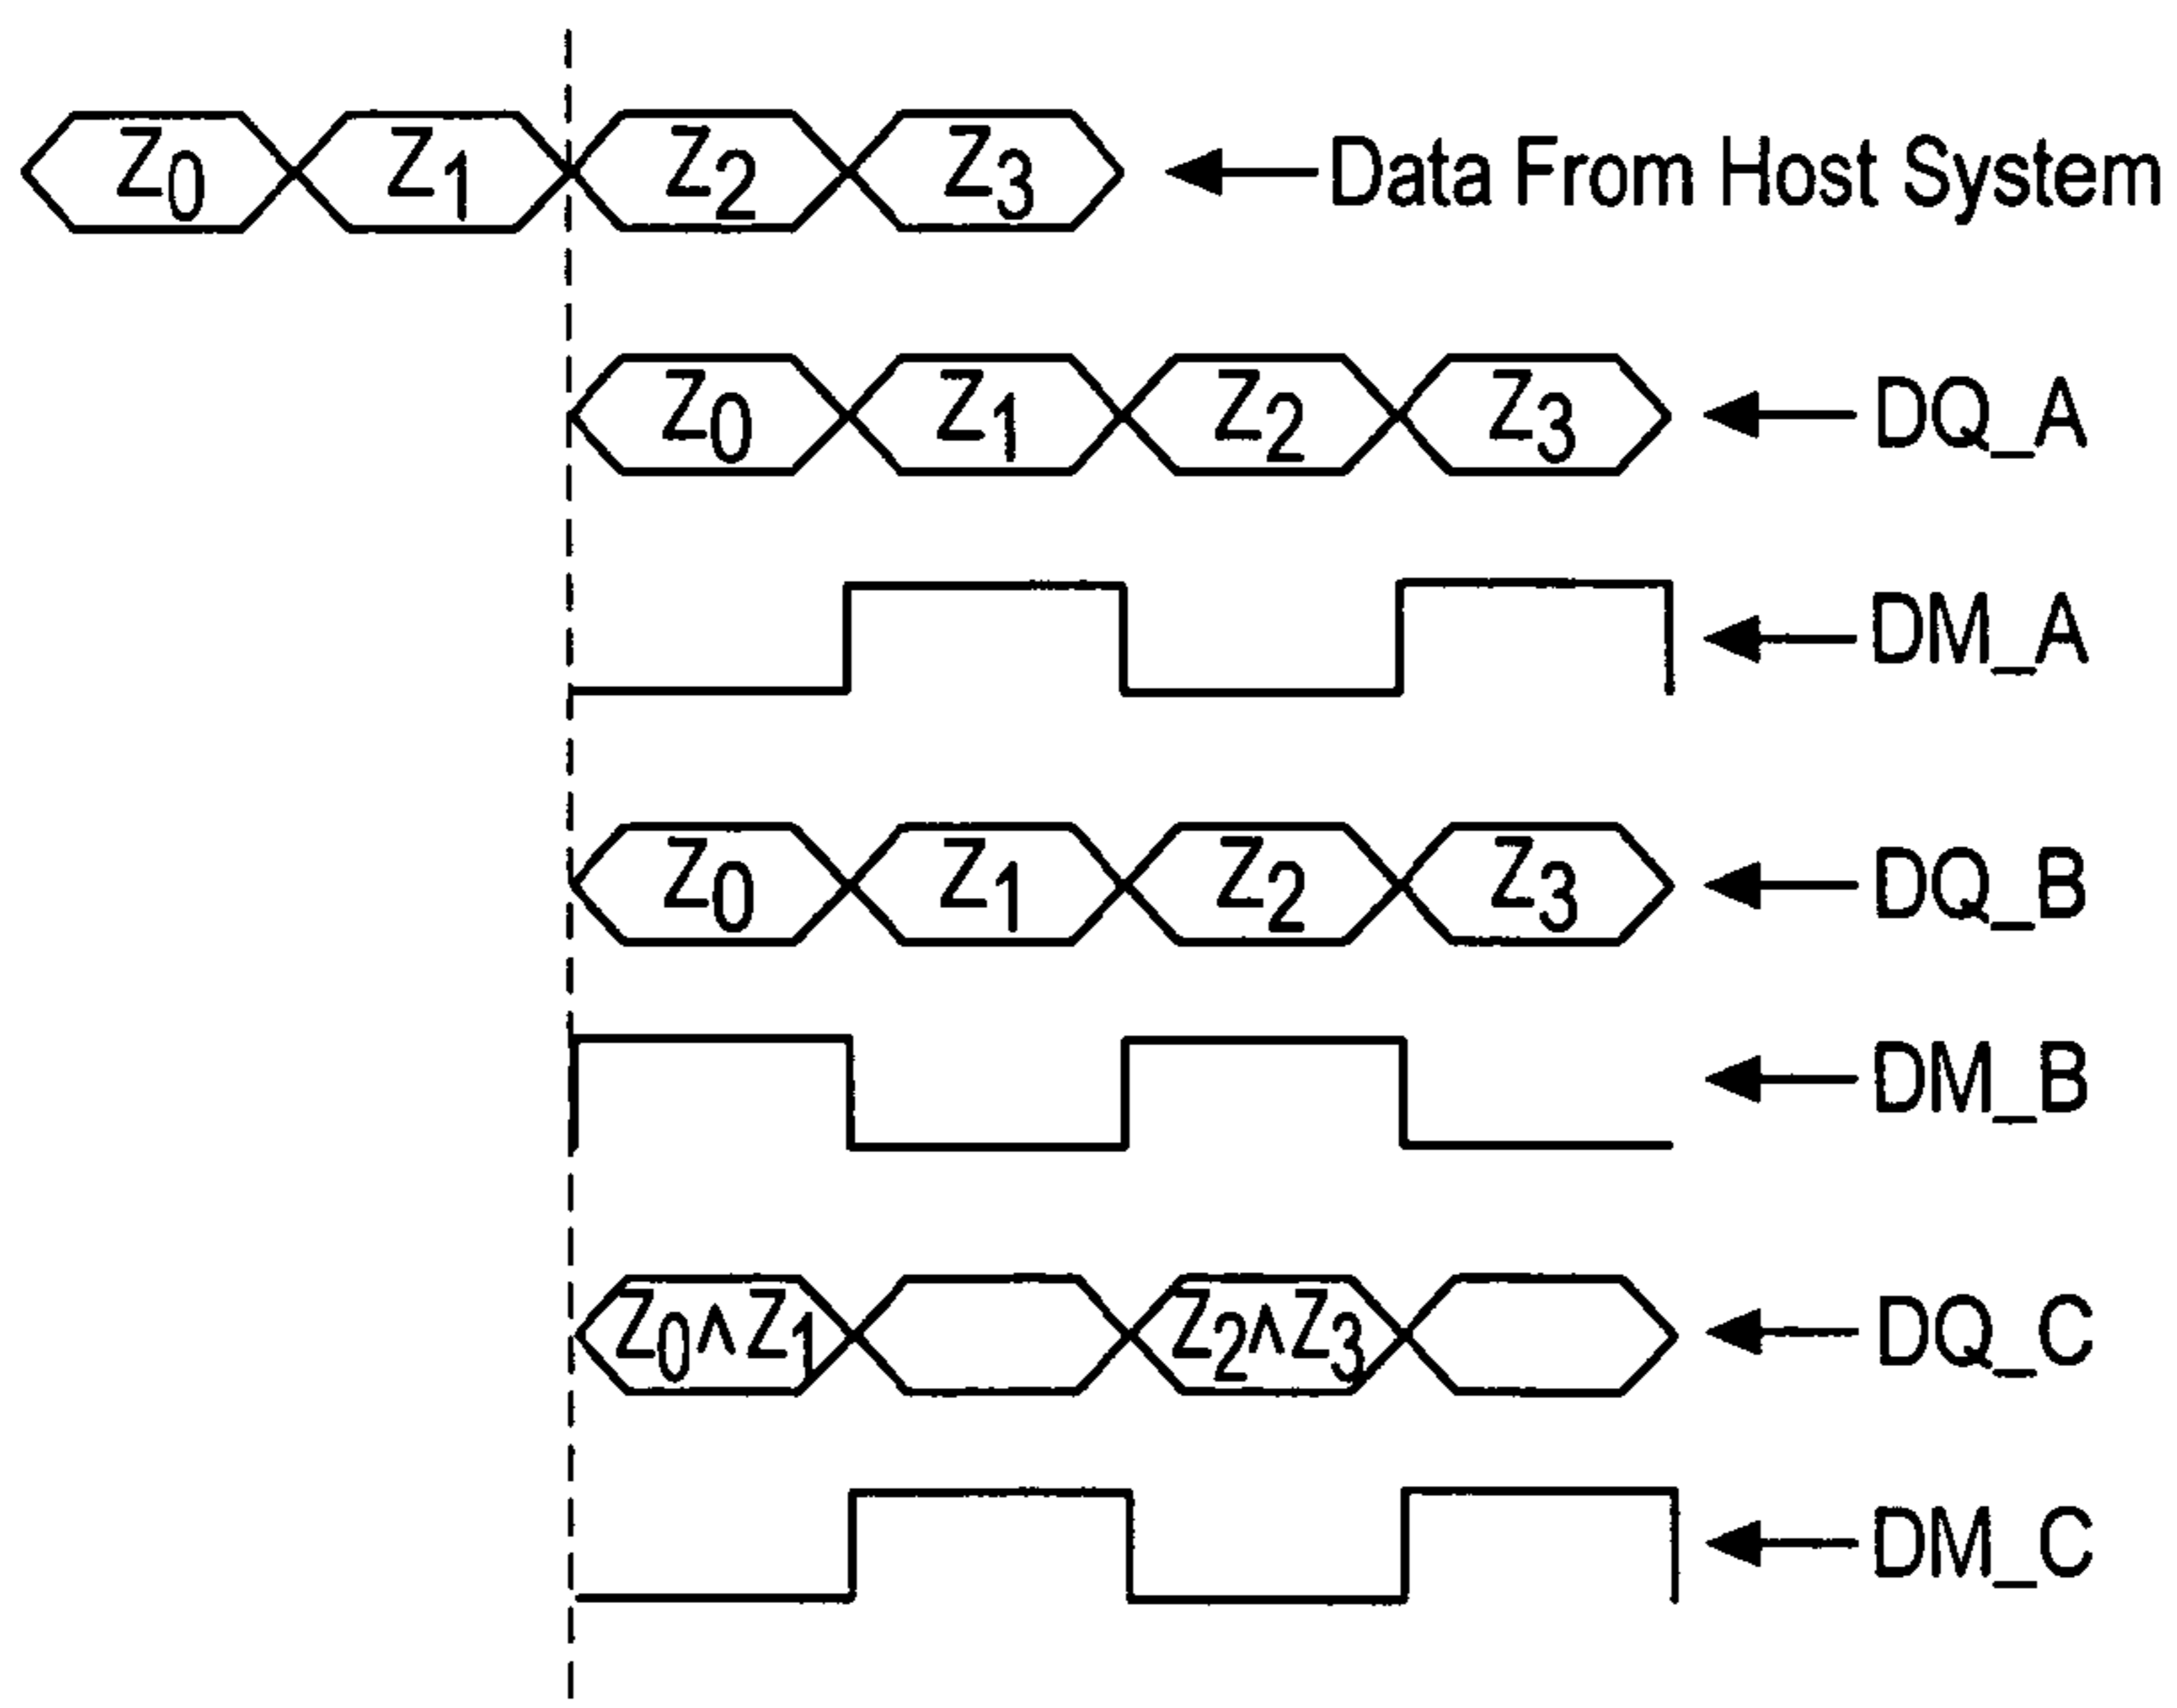 Z0 Z1 Z2 Z3 Data From Host System
Z0 Z1 Z2 Z3 DQ_A
DM_A
Z0 Z1 Z2 Z3 DQ_B
DM_B
Z0^Z1 Z2^Z3 DQ_C
DM_C